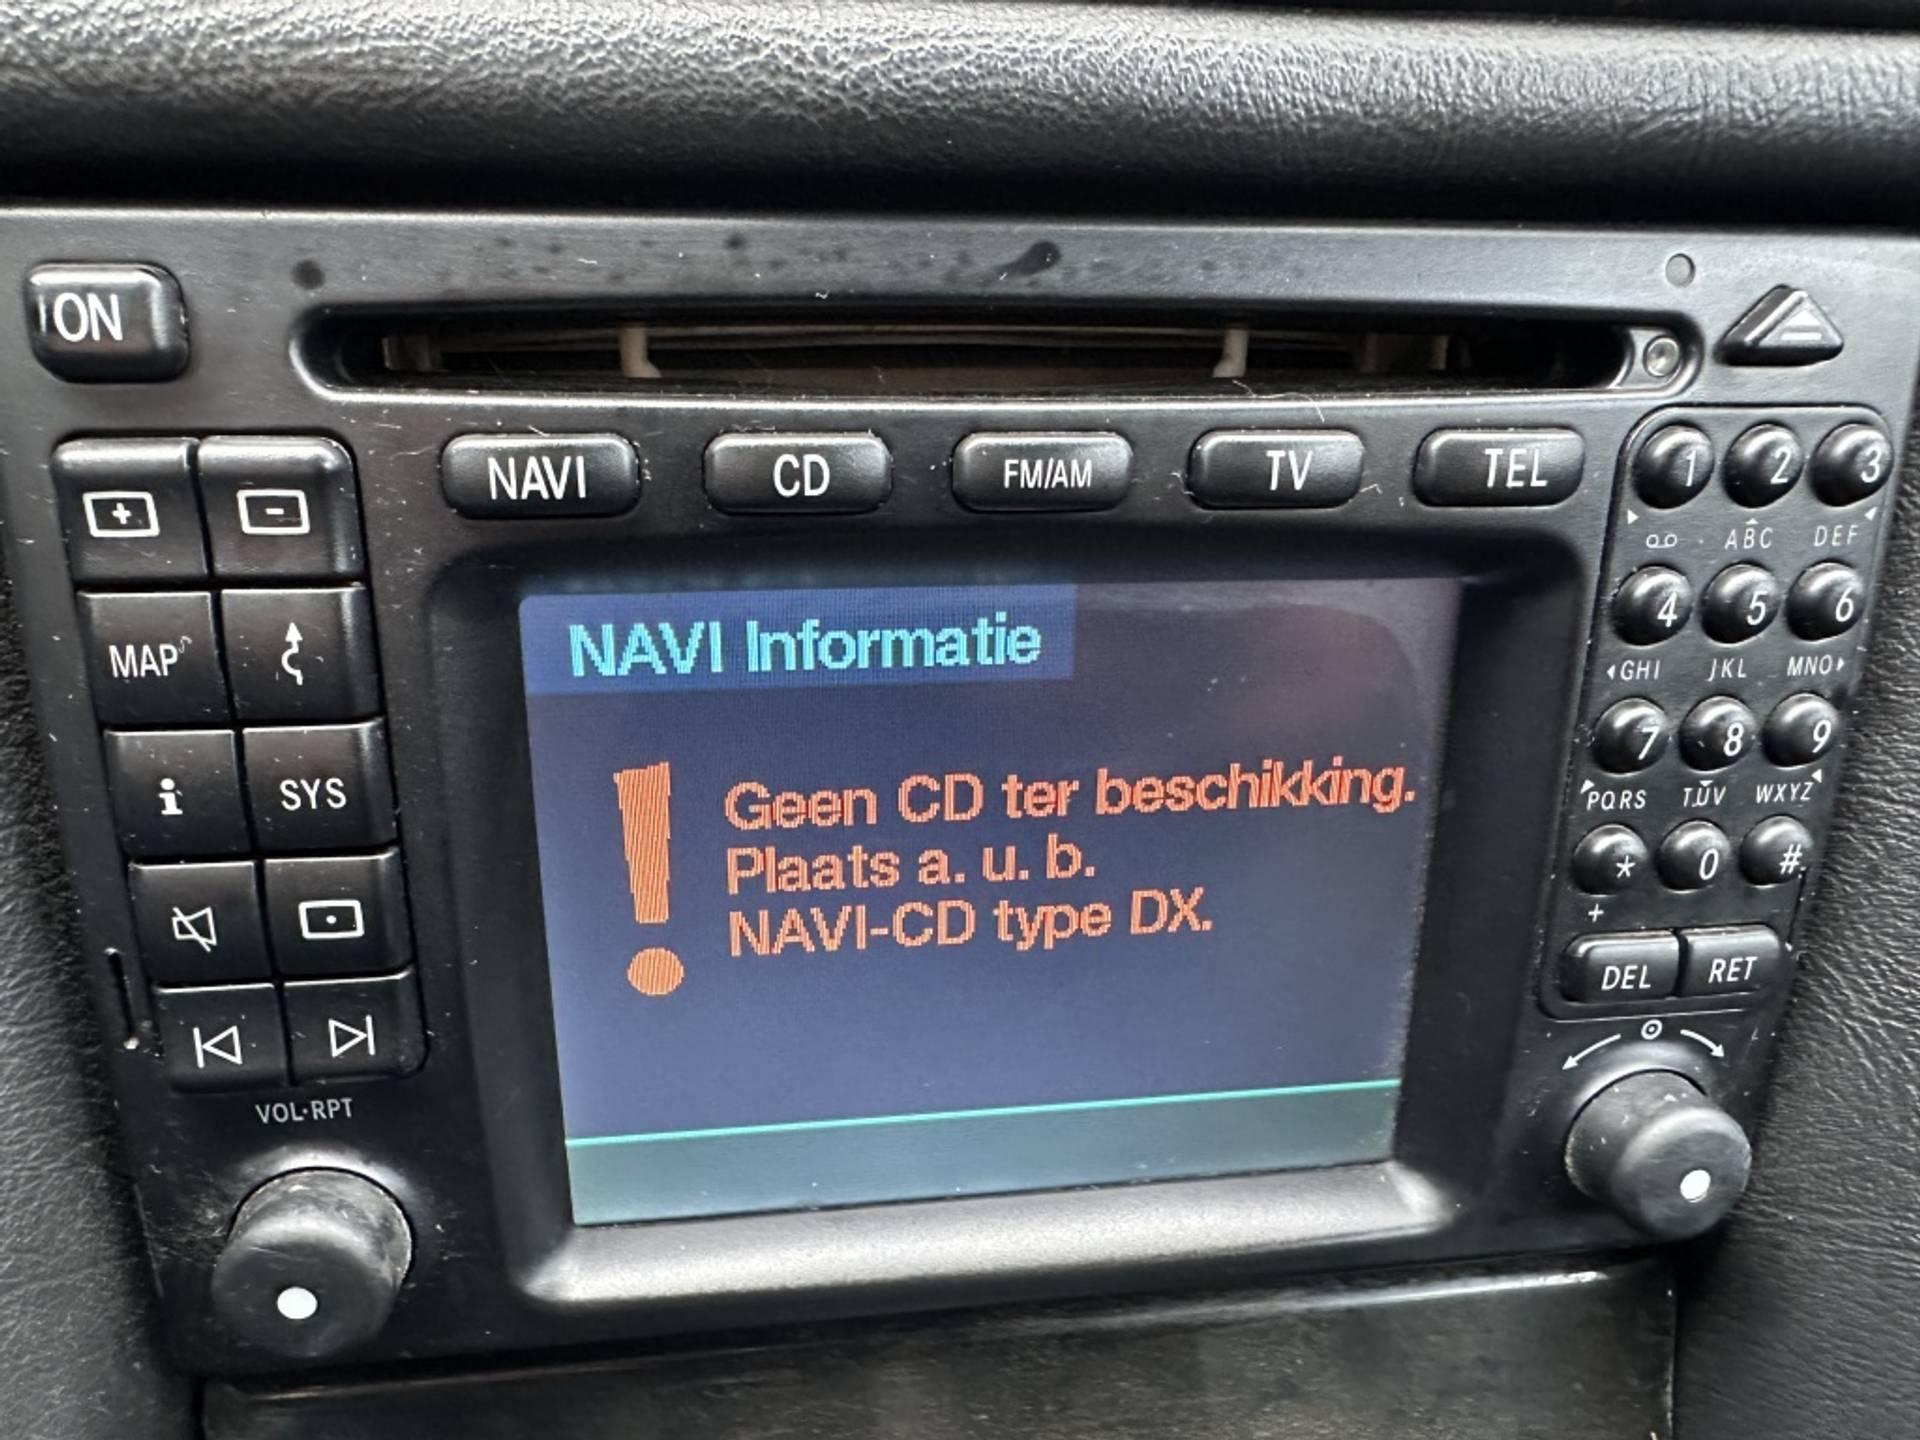 ON
NAVI CD FM/AM TV TEL
1 2 3
ABC DEF
4 5 6
GHI JKL MNO
7 8 9
PQRS TUV WXYZ
* 0 #
+
DEL RET
MAP
i SYS
VOL·RPT
NAVI Informatie
! Geen CD ter beschikking.
Plaats a. u. b.
NAVI-CD type DX.